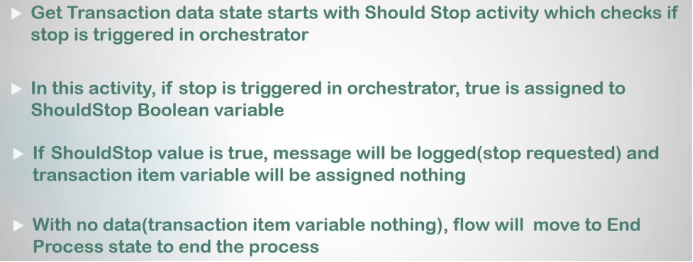 Get Transaction data state starts with Should Stop activity which checks if
stop is triggered in orchestrator
In this activity, if stop is triggered in orchestrator, true is assigned to
ShouldStop Boolean variable
If ShouldStop value is true, message will be logged(stop requested) and
transaction item variable will be assigned nothing
With no data(transaction item variable nothing), flow will move to End
Process state to end the process